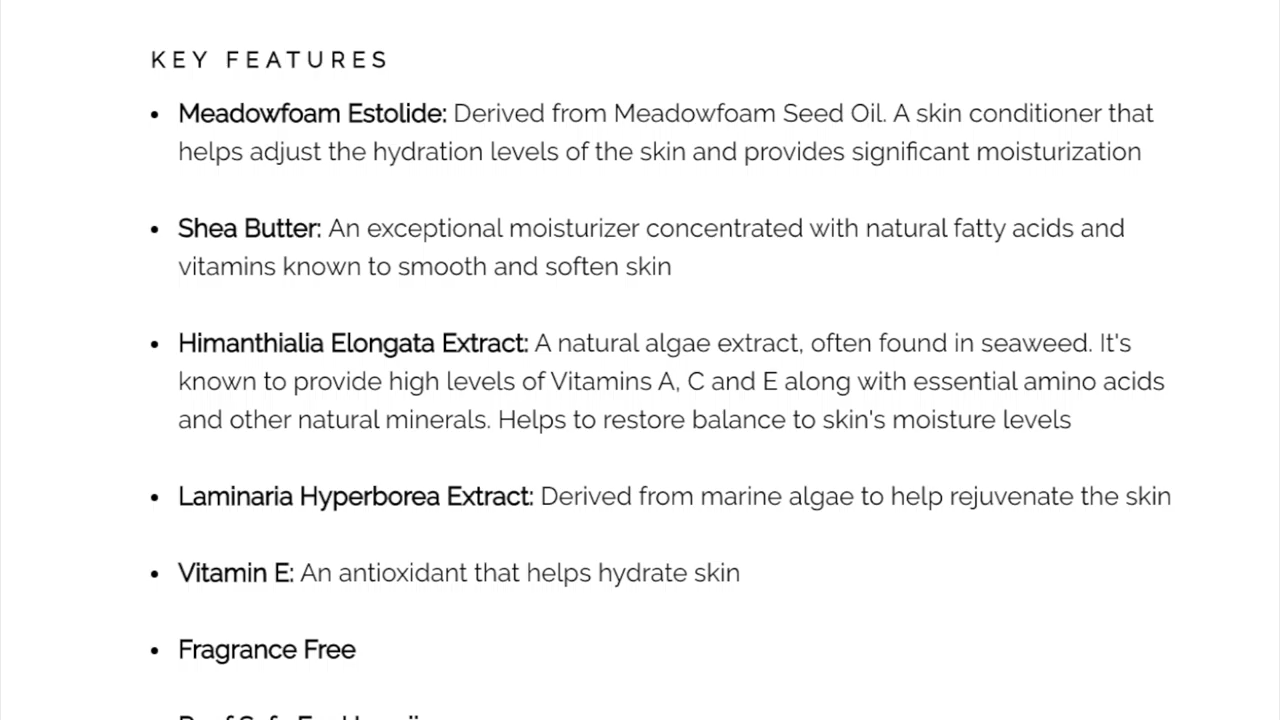 KEY FEATURES
• Meadowfoam Estolide: Derived from Meadowfoam Seed Oil. A skin conditioner that
helps adjust the hydration levels of the skin and provides significant moisturization
• Shea Butter: An exceptional moisturizer concentrated with natural fatty acids and
vitamins known to smooth and soften skin
• Himanthialia Elongata Extract: A natural algae extract, often found in seaweed. It's
known to provide high levels of Vitamins A, C and E along with essential amino acids
and other natural minerals. Helps to restore balance to skin's moisture levels
• Laminaria Hyperborea Extract: Derived from marine algae to help rejuvenate the skin
• Vitamin E: An antioxidant that helps hydrate skin
• Fragrance Free